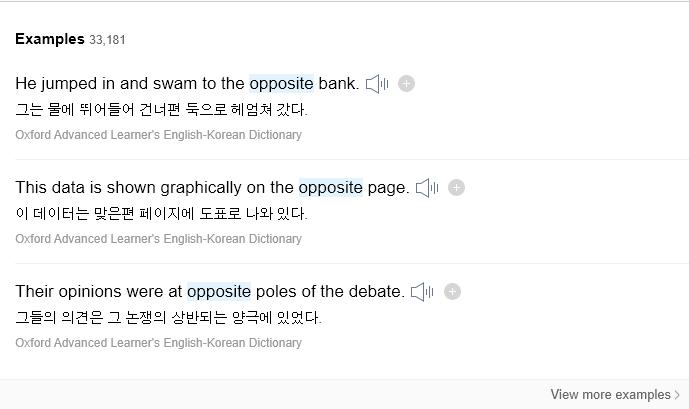 Examples 33,181
He jumped in and swam to the opposite bank.
그는 물에 뛰어들어 건너편 둑으로 헤엄쳐 갔다.
Oxford Advanced Learner's English-Korean Dictionary
This data is shown graphically on the opposite page.
이 데이터는 맞은편 페이지에 도표로 나와 있다.
Oxford Advanced Learner's English-Korean Dictionary
Their opinions were at opposite poles of the debate.
그들의 의견은 그 논쟁의 상반되는 양극에 있었다.
Oxford Advanced Learner's English-Korean Dictionary
View more examples